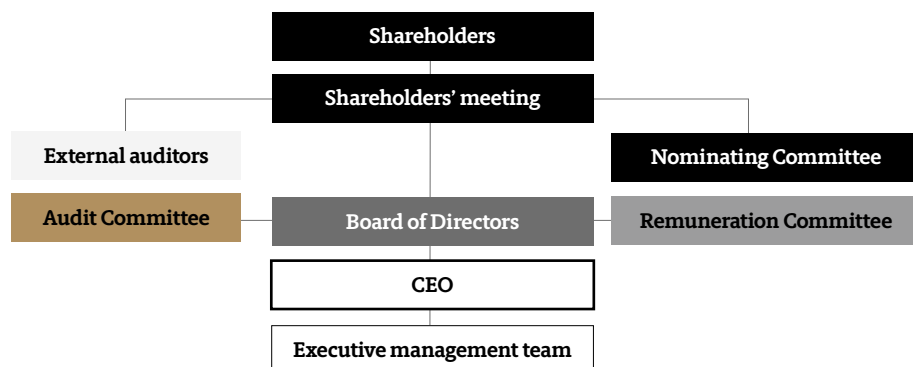 Shareholders
Shareholders’ meeting
External auditors
Nominating Committee
Audit Committee
Board of Directors
Remuneration Committee
CEO
Executive management team